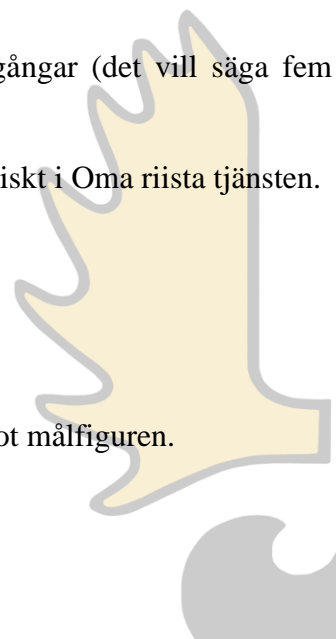 gångar (det vill säga fem
iskt i Oma riista tjänsten.
ot målfiguren.